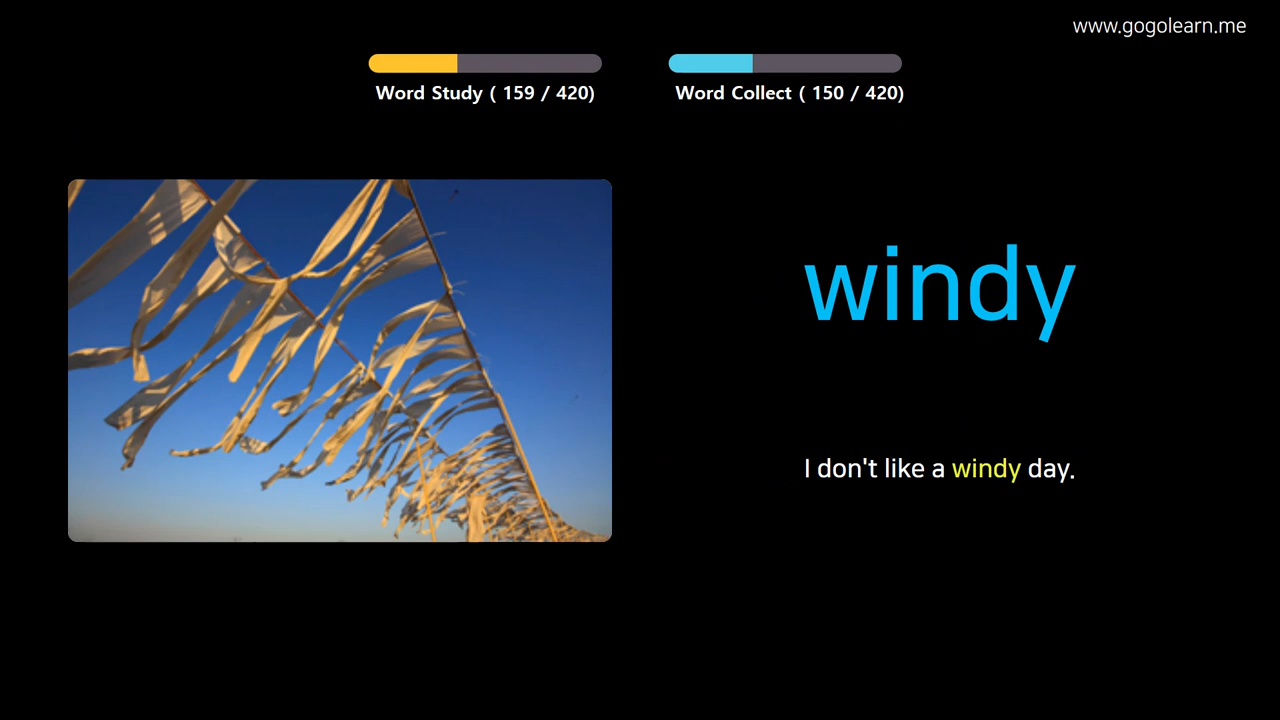 www.gogolearn.me
Word Study ( 159 / 420)
Word Collect ( 150 / 420)
windy
I don't like a windy day.